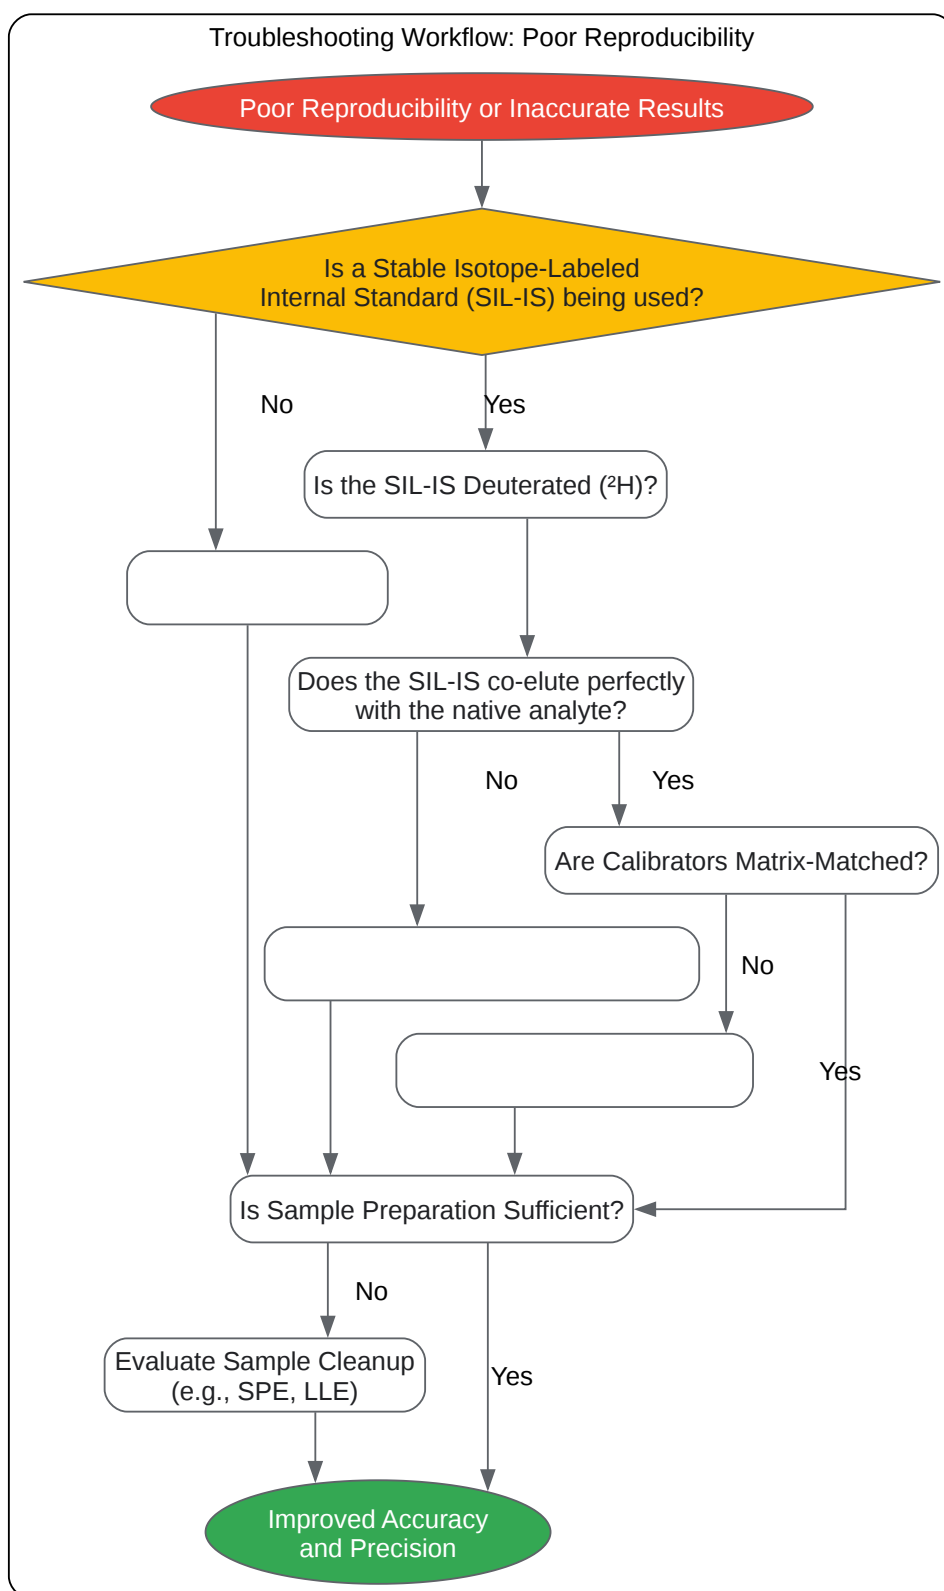 Troubleshooting Workflow: Poor Reproducibility
Poor Reproducibility or Inaccurate Results
Is a Stable Isotope-Labeled
Internal Standard (SIL-IS) being used?
No
Yes
Is the SIL-IS Deuterated (²H)?
Does the SIL-IS co-elute perfectly
with the native analyte?
No
Yes
Are Calibrators Matrix-Matched?
No
Yes
Is Sample Preparation Sufficient?
No
Evaluate Sample Cleanup
(e.g., SPE, LLE)
Yes
Improved Accuracy
and Precision